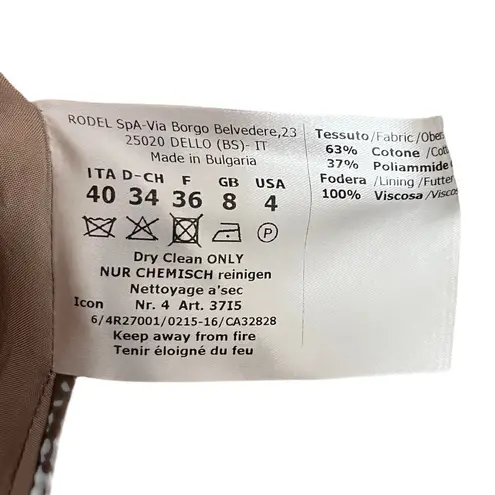 RODEL SpA-Via Borgo Belvedere,23
25020 DELLO (BS)- IT
Made in Bulgaria
ITA D-CH F GB USA
40 34 36 8 4
P
Dry Clean ONLY
NUR CHEMISCH reinigen
Nettoyage a'sec
Icon Nr. 4 Art. 37I5
6/4R27001/0215-16/CA32828
Keep away from fire
Tenir éloigné du feu
Tessuto/Fabric/Ober
63% Cotone /Cott
37% Poliammide
Fodera /Lining /Futter
100% Viscosa/Viscos